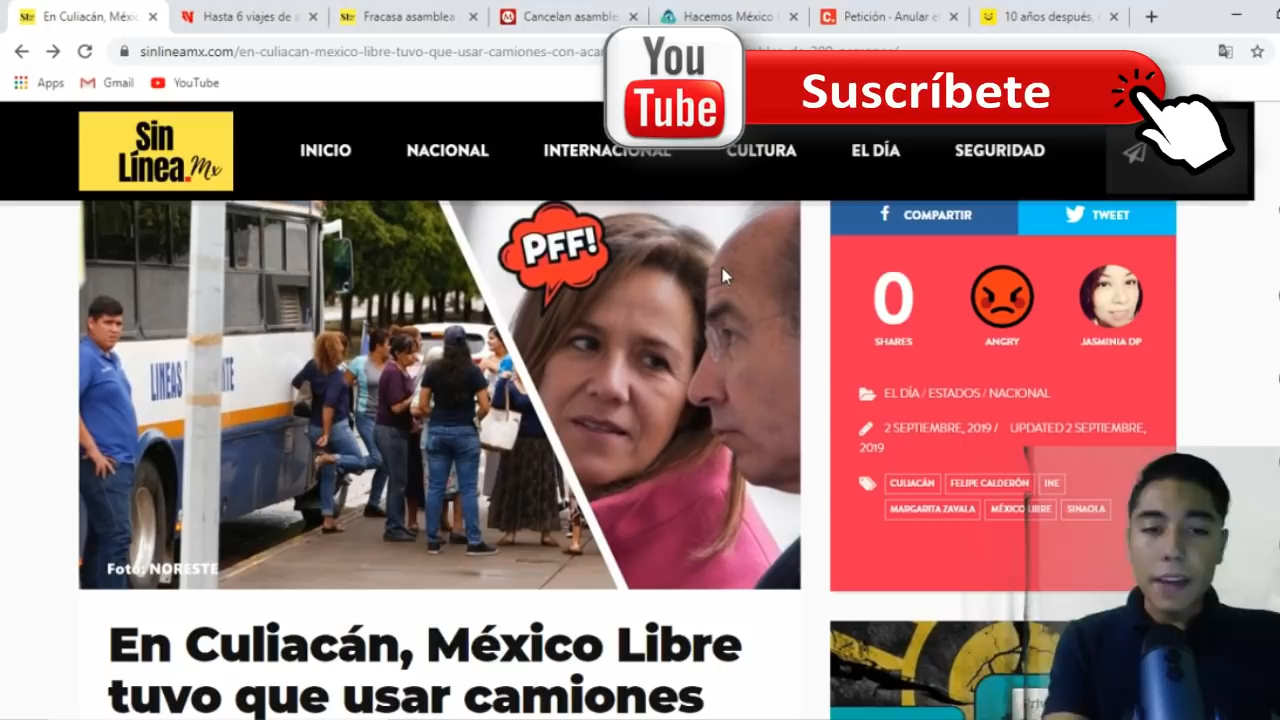 En Culiacán, Méxic
Hasta 6 viajes de a
Fracasa asamblea
Cancelan asamble
Hacemos México
Petición - Anular el
10 años después,
sinlineamx.com/en-culiacan-mexico-libre-tuvo-que-usar-camiones-con-aca
Apps
Gmail
YouTube
You
Tube
Suscríbete
Sin
Línea.Mx
INICIO
NACIONAL
INTERNACIONAL
CULTURA
EL DÍA
SEGURIDAD
COMPARTIR
TWEET
PFF!
0
SHARES
ANGRY
JASMINIA DP
EL DÍA / ESTADOS / NACIONAL
2 SEPTIEMBRE, 2019 / UPDATED 2 SEPTIEMBRE,
2019
CULIACÁN
FELIPE CALDERÓN
INE
MARGARITA ZAVALA
MÉXICO LIBRE
SINAOLA
LINEAS
Foto: NORESTE
En Culiacán, México Libre
tuvo que usar camiones